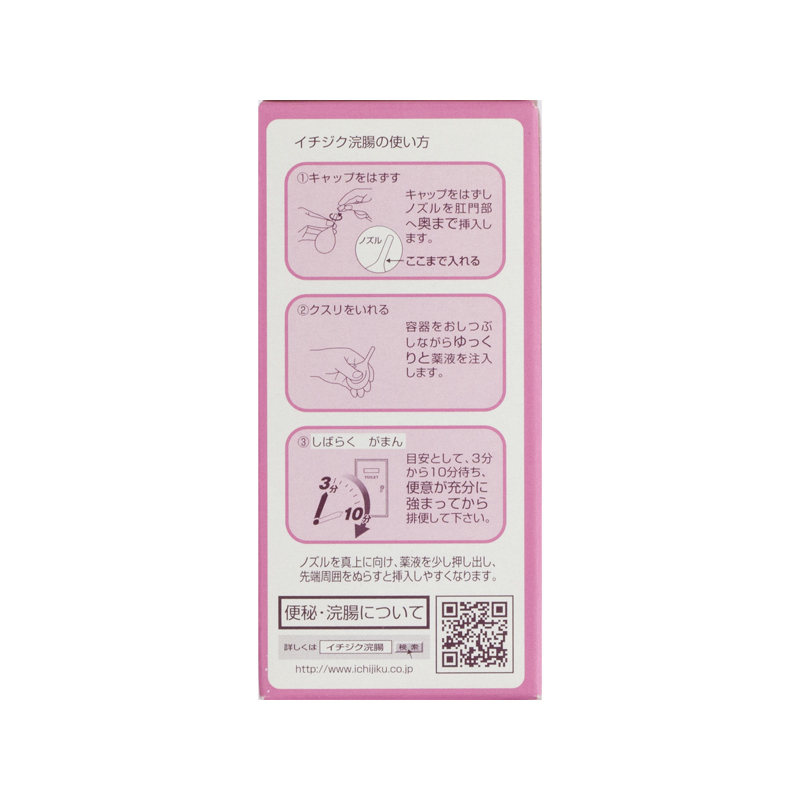 イチジク浣腸の使い方
①キャップをはずす
キャップをはずし
ノズルを肛門部
へ奥まで挿入し
ます。
ノズル
ここまで入れる
②クスリをいれる
容器をおしつぶ
しながらゆっく
りと薬液を注入
します。
③しばらく がまん
目安として、3分
から10分待ち、
便意が充分に
強まってから
排便して下さい。
TOILET
3分
10分
ノズルを真上に向け、薬液を少し押し出し、
先端周囲をぬらすと挿入しやすくなります。
便秘・浣腸について
詳しくは イチジク浣腸 検索
http://www.ichijiku.co.jp